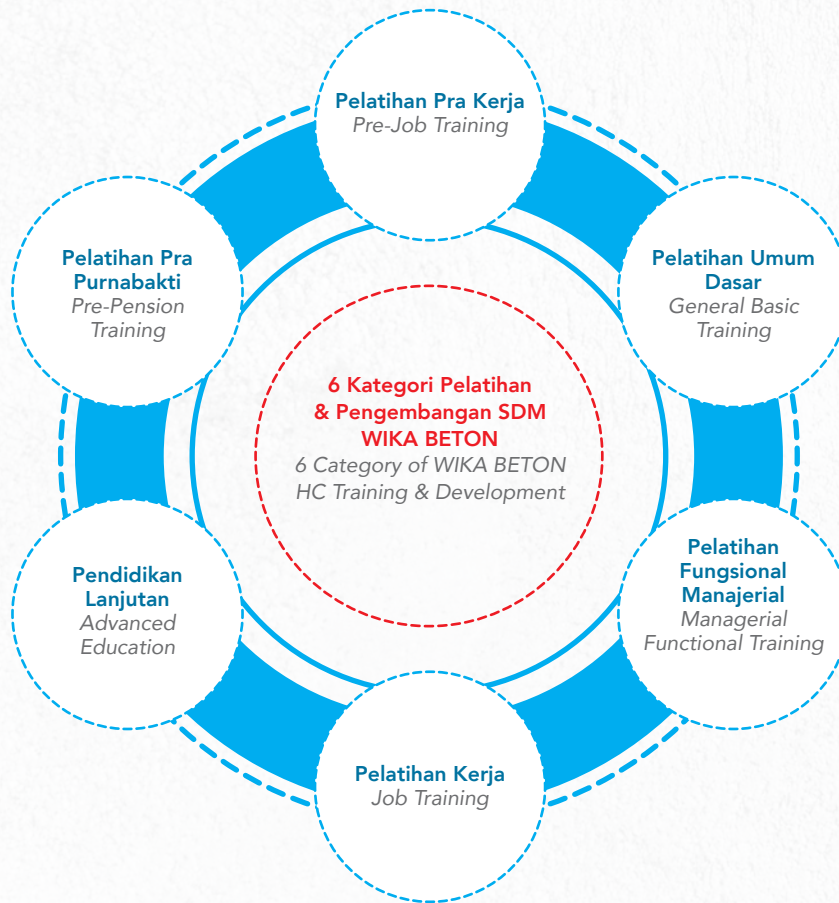 Pelatihan Pra Kerja
Pre-Job Training
Pelatihan Umum
Dasar
General Basic
Training
Pelatihan
Fungsional
Manajerial
Managerial
Functional Training
Pelatihan Kerja
Job Training
Pendidikan
Lanjutan
Advanced
Education
Pelatihan Pra
Purnabakti
Pre-Pension
Training
6 Kategori Pelatihan
& Pengembangan SDM
WIKA BETON
6 Category of WIKA BETON
HC Training & Development